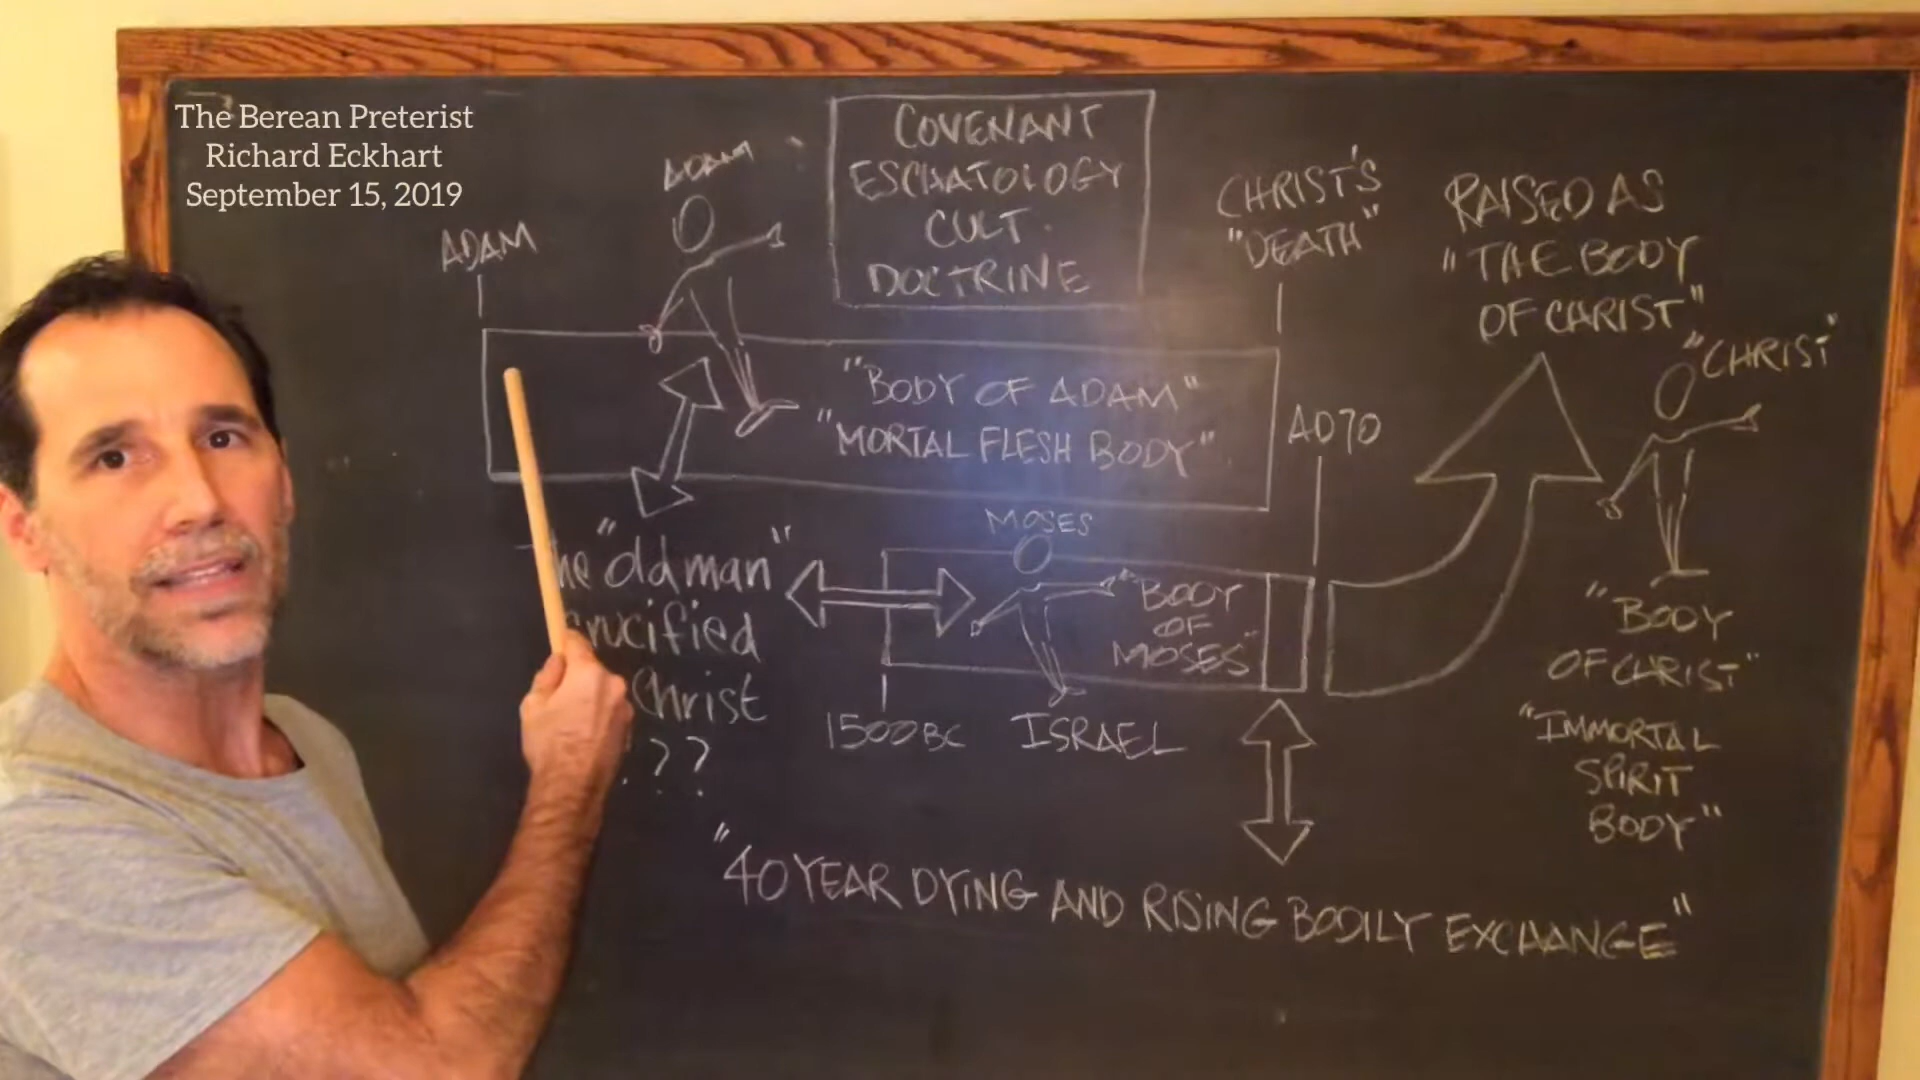 The Berean Preterist
Richard Eckhart
September 15, 2019
COVENANT
ESCHATOLOGY
CULT.
DOCTRINE
ADAM
ADAM
CHRIST'S
"DEATH"
RAISED AS
"THE BODY
OF CHRIST"
"CHRIST"
"BODY OF ADAM"
"MORTAL FLESH BODY"
AD70
"old man"
crucified
Christ
??
MOSES
"BODY
OF
MOSES"
1500BC
ISRAEL
"BODY
OF CHRIST"
"IMMORTAL
SPIRIT
BODY"
"40 YEAR DYING AND RISING BODILY EXCHANGE"